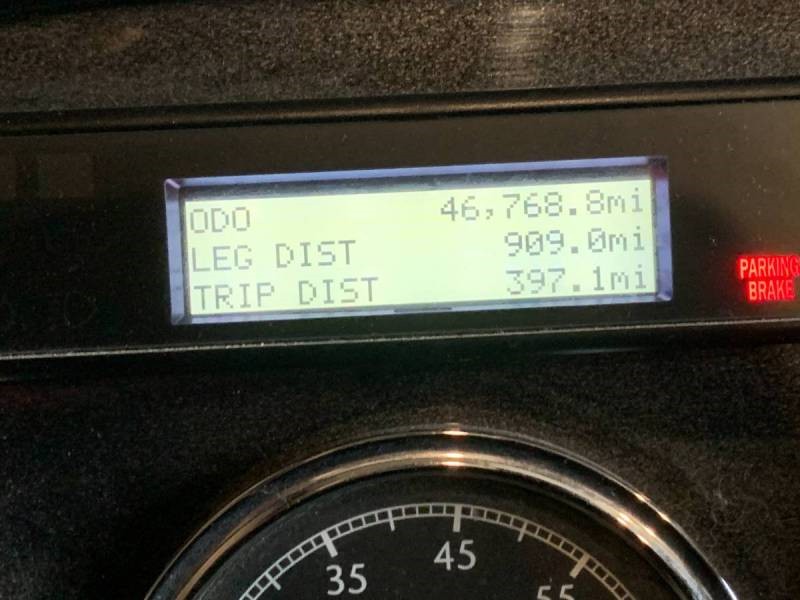 ODO 46,768.8mi
LEG DIST 909.0mi
TRIP DIST 397.1mi
PARKING
BRAKE
35
45
55